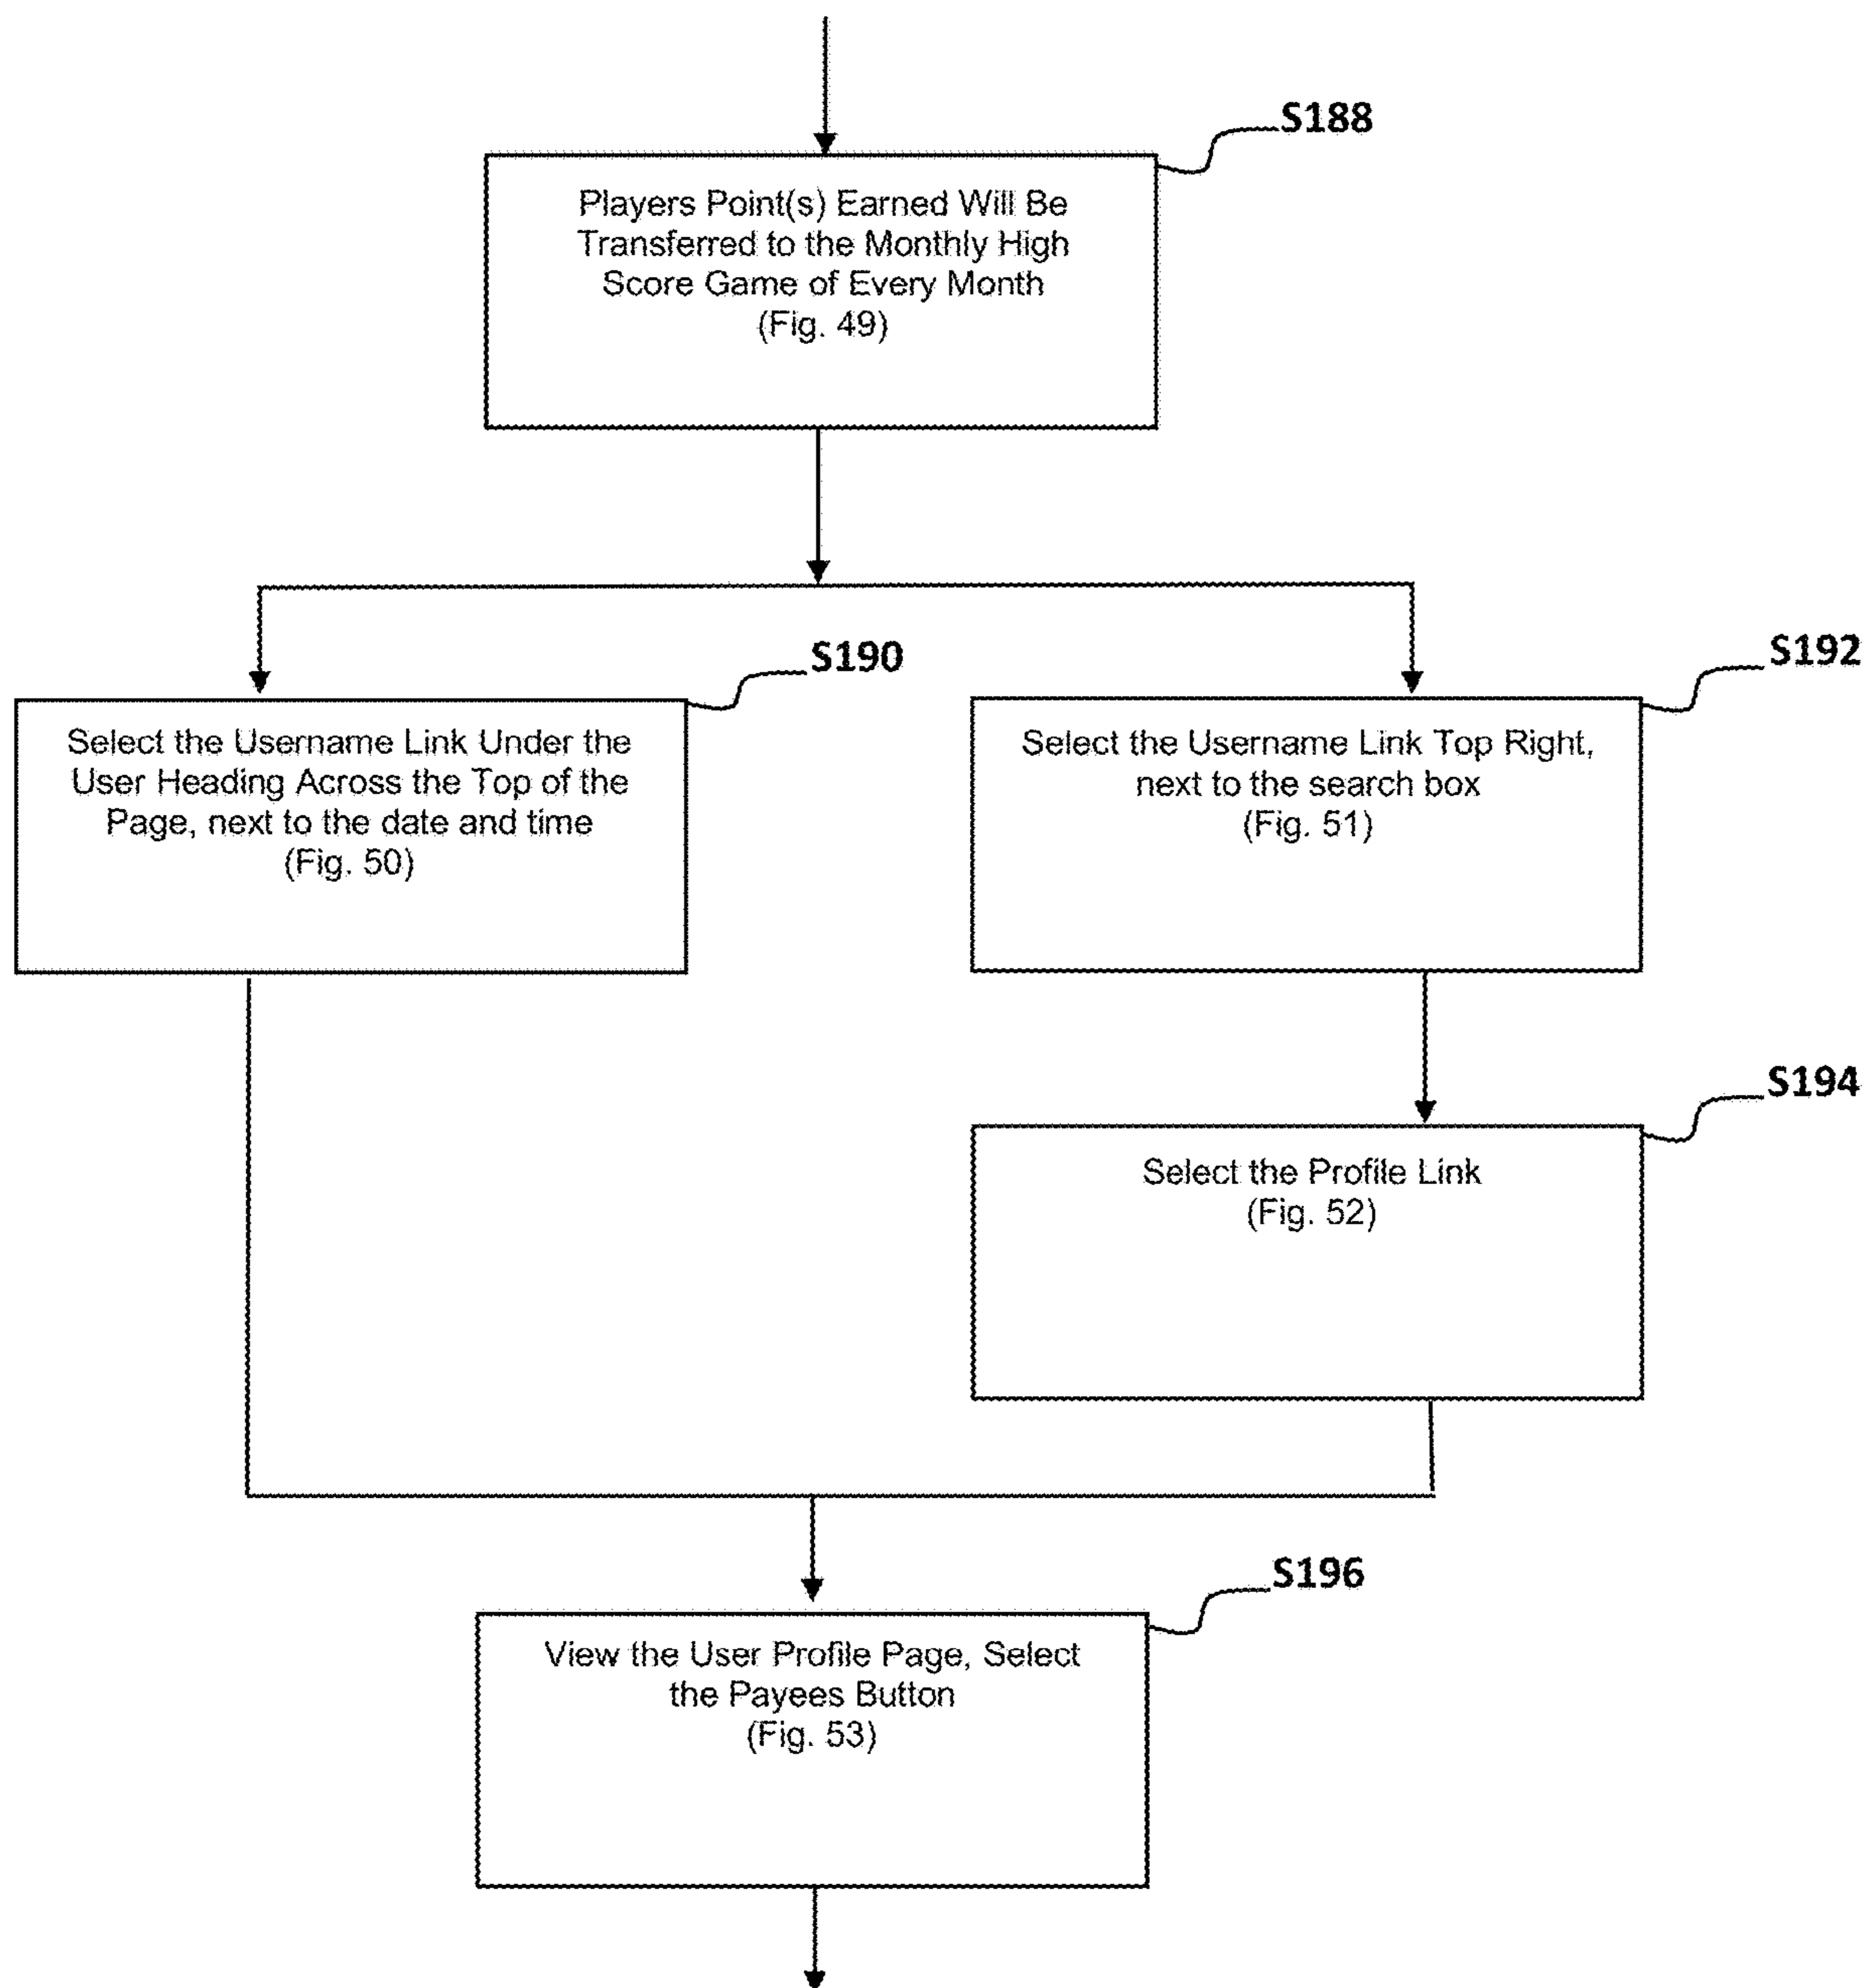 S188
Players Point(s) Earned Will Be
Transferred to the Monthly High
Score Game of Every Month
(Fig. 49)
S190
Select the Username Link Under the
User Heading Across the Top of the
Page, next to the date and time
(Fig. 50)
S192
Select the Username Link Top Right,
next to the search box
(Fig. 51)
S194
Select the Profile Link
(Fig. 52)
S196
View the User Profile Page, Select
the Payees Button
(Fig. 53)